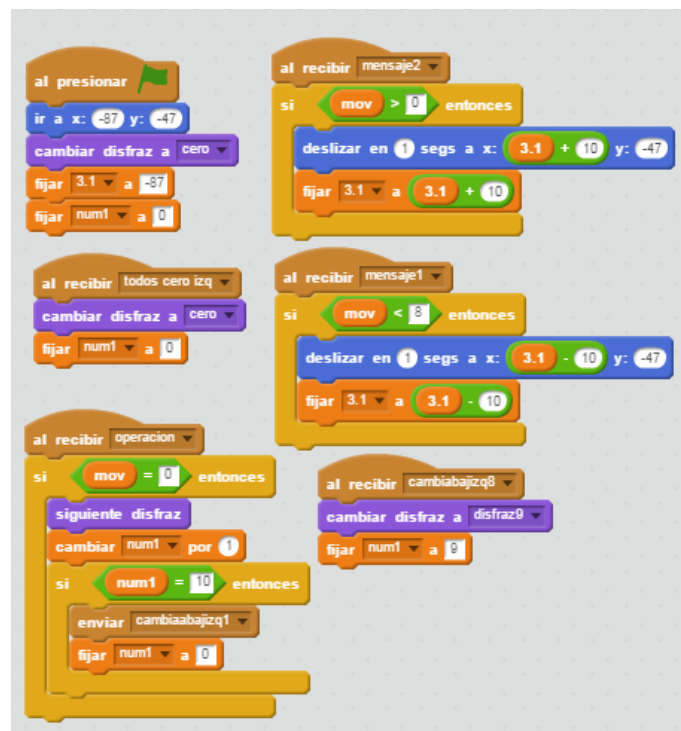 al presionar
ir a x: -87 y: -47
cambiar disfraz a cero
fijar 3.1 a -87
fijar num1 a 0
al recibir todos cero izq
cambiar disfraz a cero
fijar num1 a 0
al recibir operacion
si mov = 0 entonces
siguiente disfraz
cambiar num1 por 1
si num1 = 10 entonces
enviar cambiaabajizq1
fijar num1 a 0
al recibir mensaje2
si mov > 0 entonces
deslizar en 1 segs a x: 3.1 + 10 y: -47
fijar 3.1 a 3.1 + 10
al recibir mensaje1
si mov < 8 entonces
deslizar en 1 segs a x: 3.1 - 10 y: -47
fijar 3.1 a 3.1 - 10
al recibir cambiabajizq8
cambiar disfraz a disfraz9
fijar num1 a 9